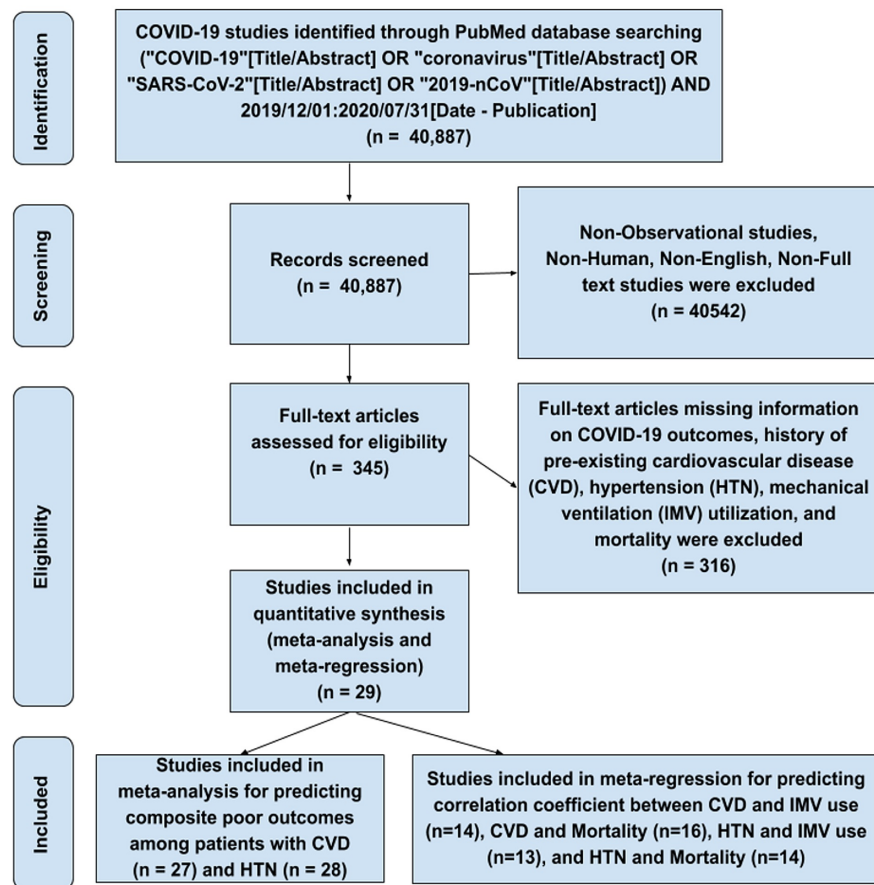 Identification
COVID-19 studies identified through PubMed database searching
("COVID-19"[Title/Abstract] OR "coronavirus"[Title/Abstract] OR
"SARS-CoV-2"[Title/Abstract] OR "2019-nCoV"[Title/Abstract]) AND
2019/12/01:2020/07/31[Date - Publication]
(n = 40,887)
Screening
Records screened
(n = 40,887)
Non-Observational studies,
Non-Human, Non-English, Non-Full
text studies were excluded
(n = 40542)
Eligibility
Full-text articles
assessed for eligibility
(n = 345)
Full-text articles missing information
on COVID-19 outcomes, history of
pre-existing cardiovascular disease
(CVD), hypertension (HTN), mechanical
ventilation (IMV) utilization, and
mortality were excluded
(n = 316)
Studies included in
quantitative synthesis
(meta-analysis and
meta-regression)
(n = 29)
Included
Studies included in
meta-analysis for predicting
composite poor outcomes
among patients with CVD
(n = 27) and HTN (n = 28)
Studies included in meta-regression for predicting
correlation coefficient between CVD and IMV use
(n=14), CVD and Mortality (n=16), HTN and IMV use
(n=13), and HTN and Mortality (n=14)